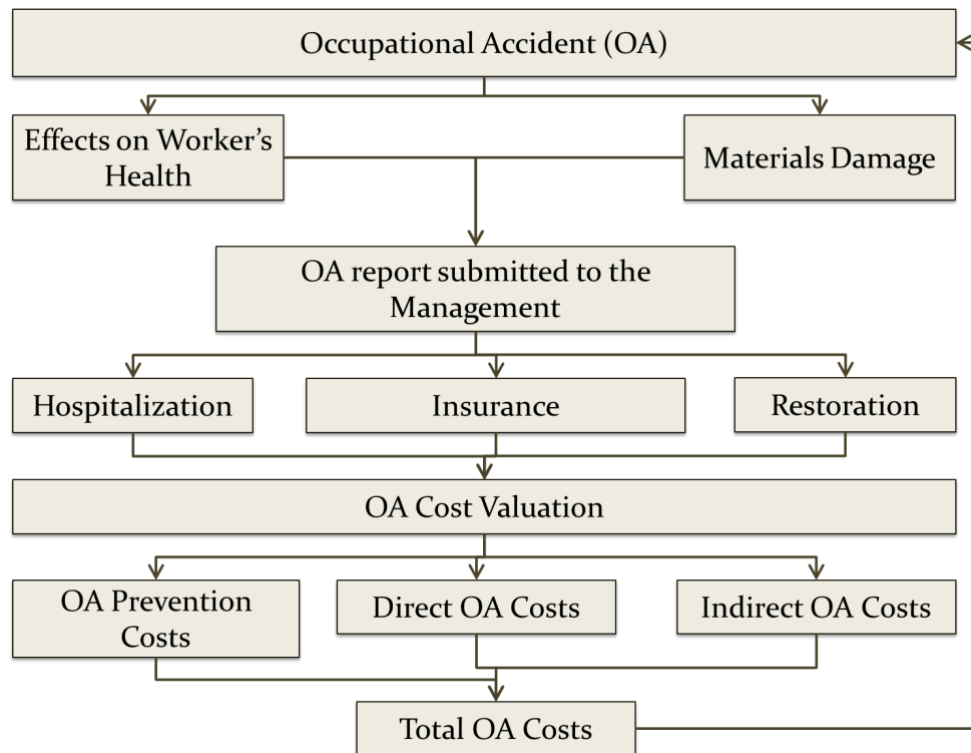 Occupational Accident (OA)
Effects on Worker's
Health
Materials Damage
OA report submitted to the
Management
Hospitalization
Insurance
Restoration
OA Cost Valuation
OA Prevention
Costs
Direct OA Costs
Indirect OA Costs
Total OA Costs